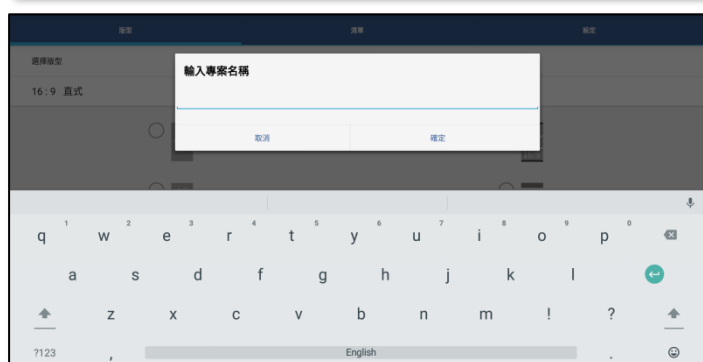 版型 清單 設定
選擇版型
16:9 直式
輸入專案名稱
取消 確定
1 2 3 4 5 6 7 8 9 0
q w e r t y u i o p
a s d f g h j k l
z x c v b n m ! ?
?123 , English .